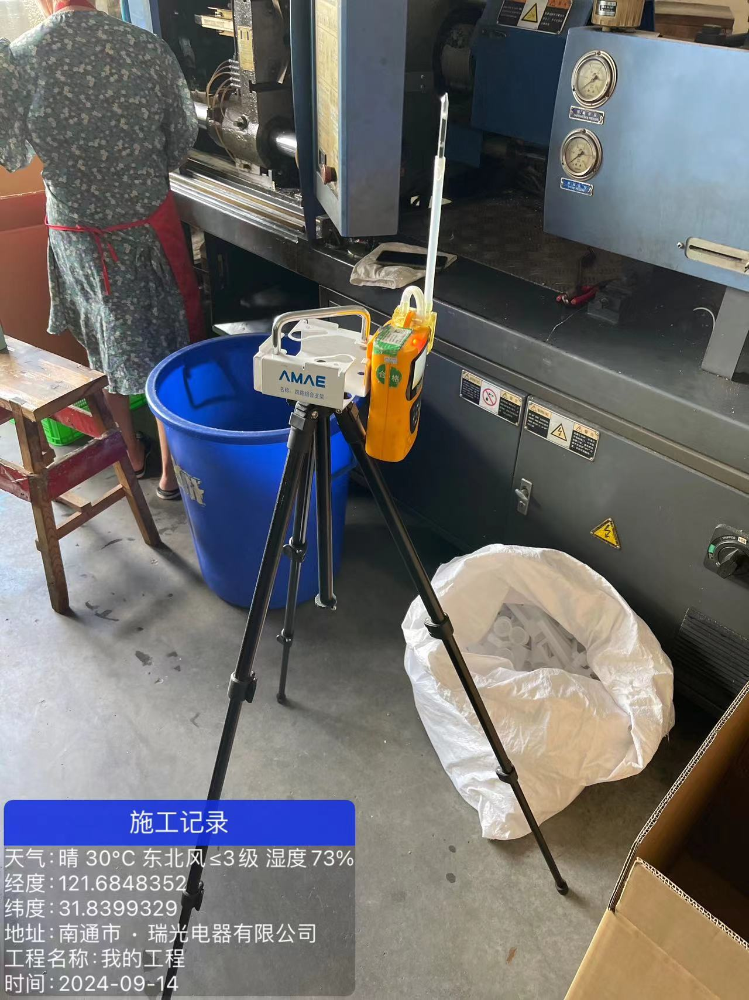 AMAE
名称：四路组合支架
合格
TRIPPED
施工记录
天气：晴 30°C 东北风≤3级 湿度73%
经度：121.6848352
纬度：31.8399329
地址：南通市·瑞光电器有限公司
工程名称：我的工程
时间：2024-09-14